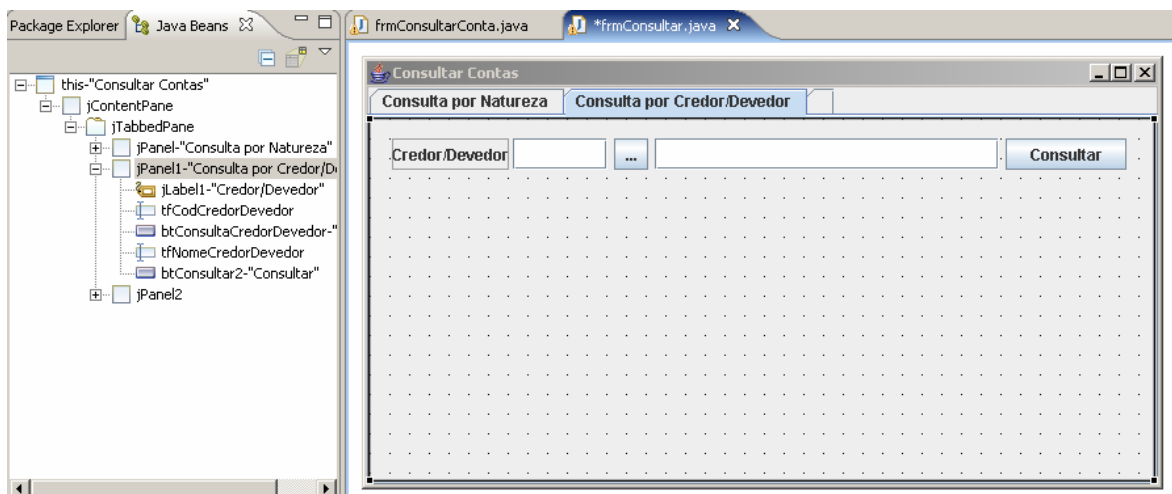 Package Explorer Java Beans
this-"Consultar Contas"
jContentPane
jTabbedPane
jPanel-"Consulta por Natureza"
jPanel1-"Consulta por Credor/D
jLabel1-"Credor/Devedor"
tfCodCredorDevedor
btConsultaCredorDevedor-"
tfNomeCredorDevedor
btConsultar2-"Consultar"
jPanel2
frmConsultarConta.java *frmConsultar.java
Consultar Contas
Consulta por Natureza Consulta por Credor/Devedor
Credor/Devedor ... Consultar